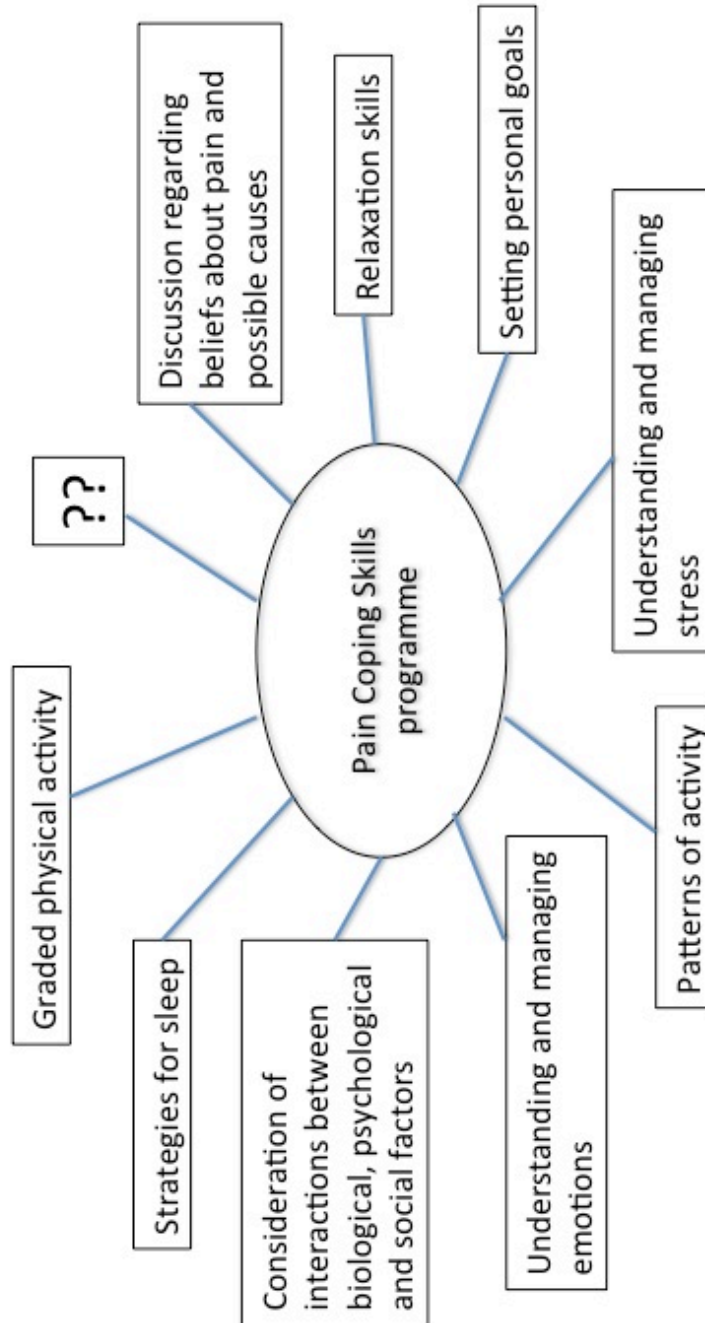 Graded physical activity
??
Discussion regarding
beliefs about pain and
possible causes
Relaxation skills
Setting personal goals
Understanding and managing
stress
Patterns of activity
Understanding and managing
emotions
Consideration of
interactions between
biological, psychological
and social factors
Strategies for sleep
Pain Coping Skills
programme